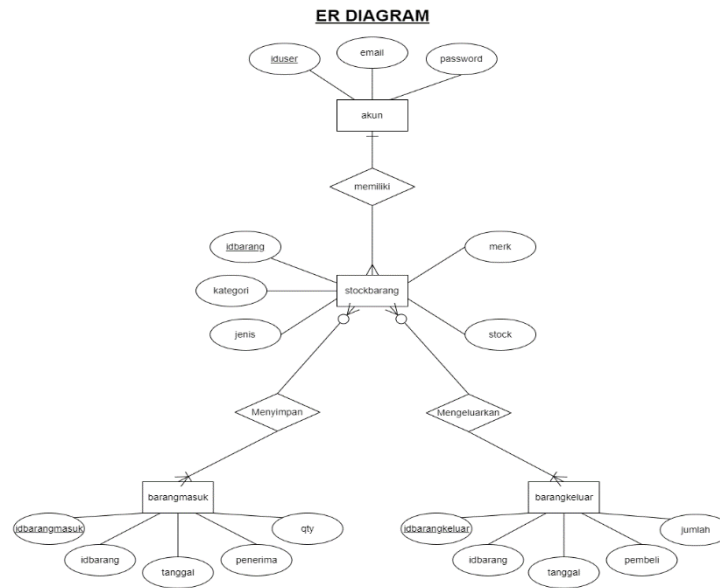 ER DIAGRAM
iduser
email
password
akun
memiliki
idbarang
merk
kategori
stockbarang
jenis
stock
Menyimpan
Mengeluarkan
barangmasuk
barangkeluar
idbarangmasuk
qty
idbarangkeluar
jumlah
idbarang
penerima
idbarang
pembeli
tanggal
tanggal